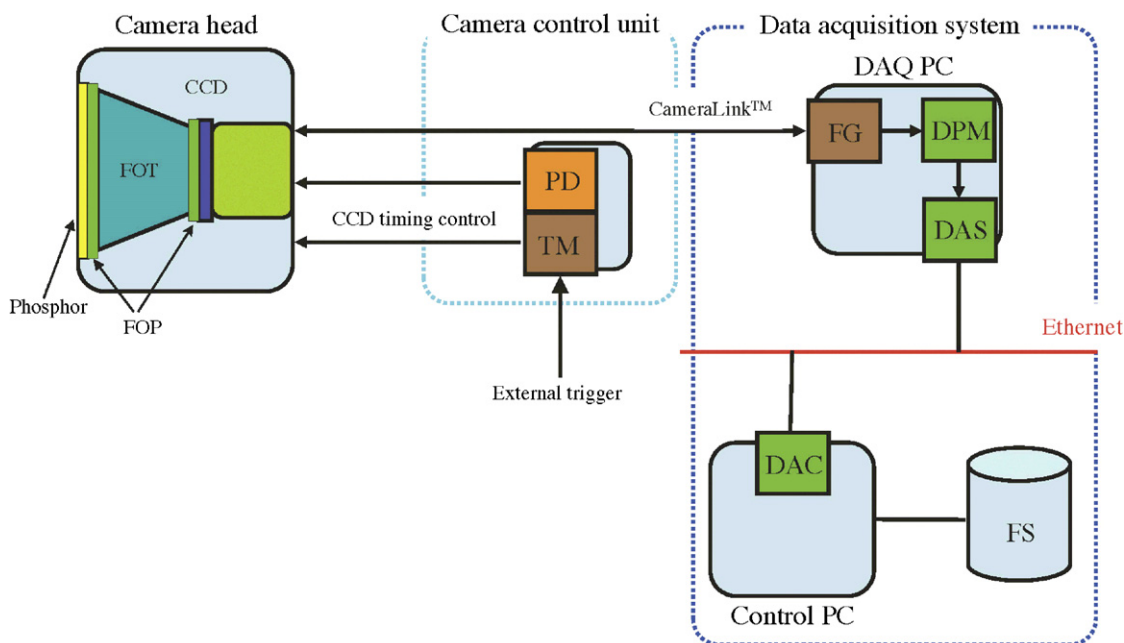 Camera head
Camera control unit
Data acquisition system
DAQ PC
CCD
CameraLink™
FG
DPM
FOT
PD
CCD timing control
TM
DAS
Phosphor
FOP
Ethernet
External trigger
DAC
FS
Control PC